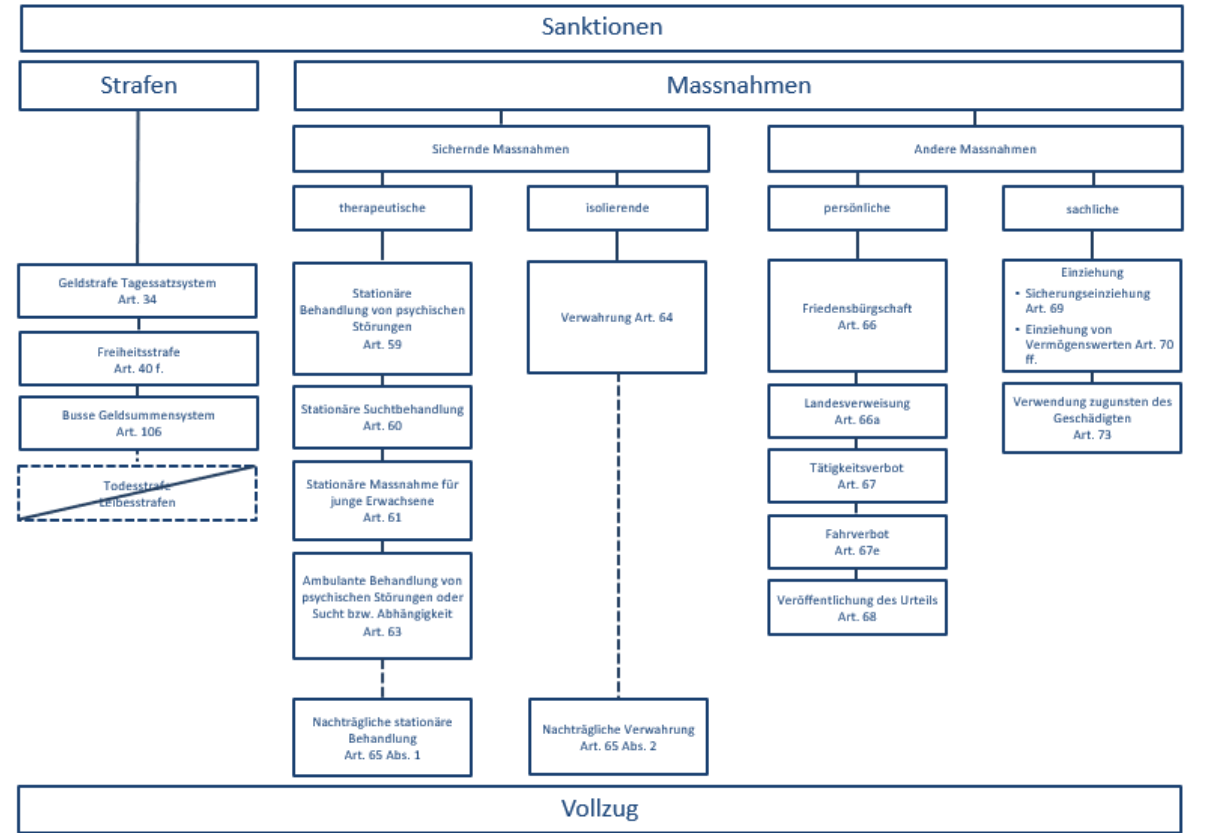 Sanktionen
Strafen
Massnahmen
Sichernde Massnahmen
Andere Massnahmen
therapeutische
isolierende
persönliche
sachliche
Geldstrafe Tagessatzsystem
Art. 34
Freiheitsstrafe
Art. 40 f.
Busse Geldsummensystem
Art. 106
Todesstrafe
Leibesstrafen
Stationäre
Behandlung von psychischen
Störungen
Art. 59
Stationäre Suchtbehandlung
Art. 60
Stationäre Massnahme für
junge Erwachsene
Art. 61
Ambulante Behandlung von
psychischen Störungen oder
Sucht bzw. Abhängigkeit
Art. 63
Nachträgliche stationäre
Behandlung
Art. 65 Abs. 1
Verwahrung Art. 64
Nachträgliche Verwahrung
Art. 65 Abs. 2
Friedensbürgschaft
Art. 66
Landesverweisung
Art. 66a
Tätigkeitsverbot
Art. 67
Fahrverbot
Art. 67e
Veröffentlichung des Urteils
Art. 68
Einziehung
▪ Sicherungseinziehung
Art. 69
▪ Einziehung von
Vermögenswerten Art. 70
ff.
Verwendung zugunsten des
Geschädigten
Art. 73
Vollzug